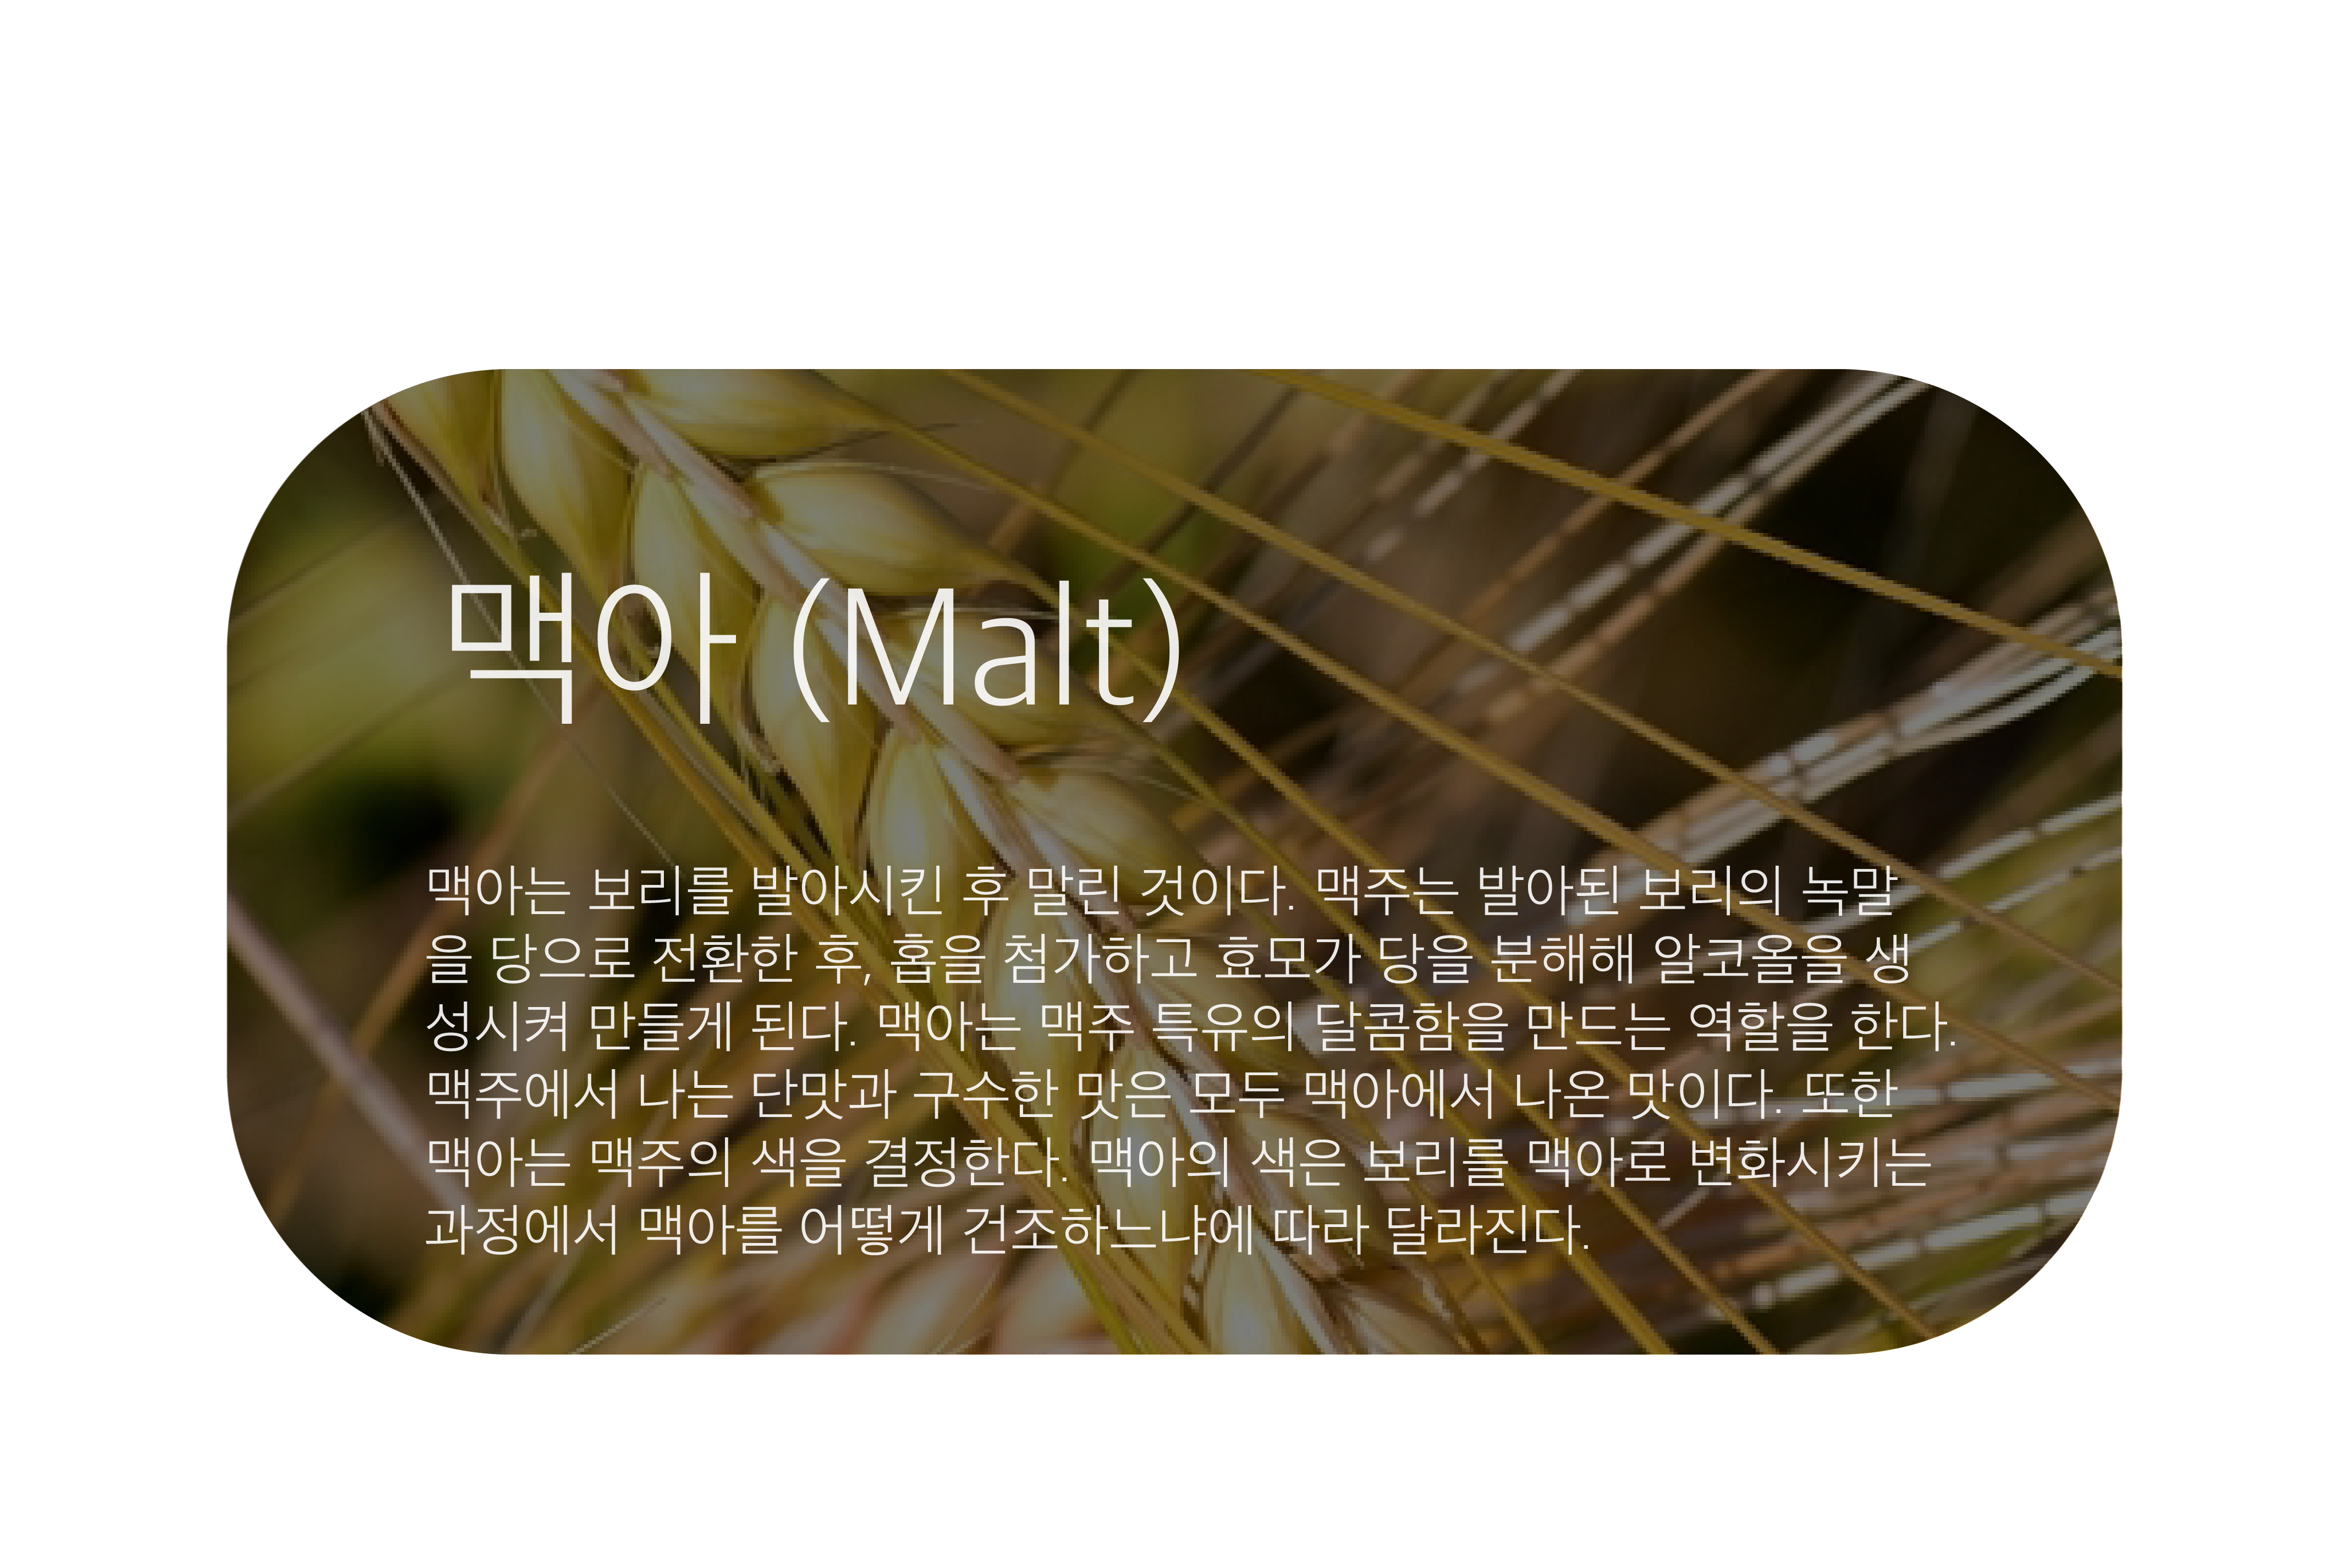 맥아 (Malt)
맥아는 보리를 발아시킨 후 말린 것이다. 맥주는 발아된 보리의 녹말
을 당으로 전환한 후, 홉을 첨가하고 효모가 당을 분해해 알코올을 생
성시켜 만들게 된다. 맥아는 맥주 특유의 달콤함을 만드는 역할을 한다.
맥주에서 나는 단맛과 구수한 맛은 모두 맥아에서 나온 맛이다. 또한
맥아는 맥주의 색을 결정한다. 맥아의 색은 보리를 맥아로 변화시키는
과정에서 맥아를 어떻게 건조하느냐에 따라 달라진다.